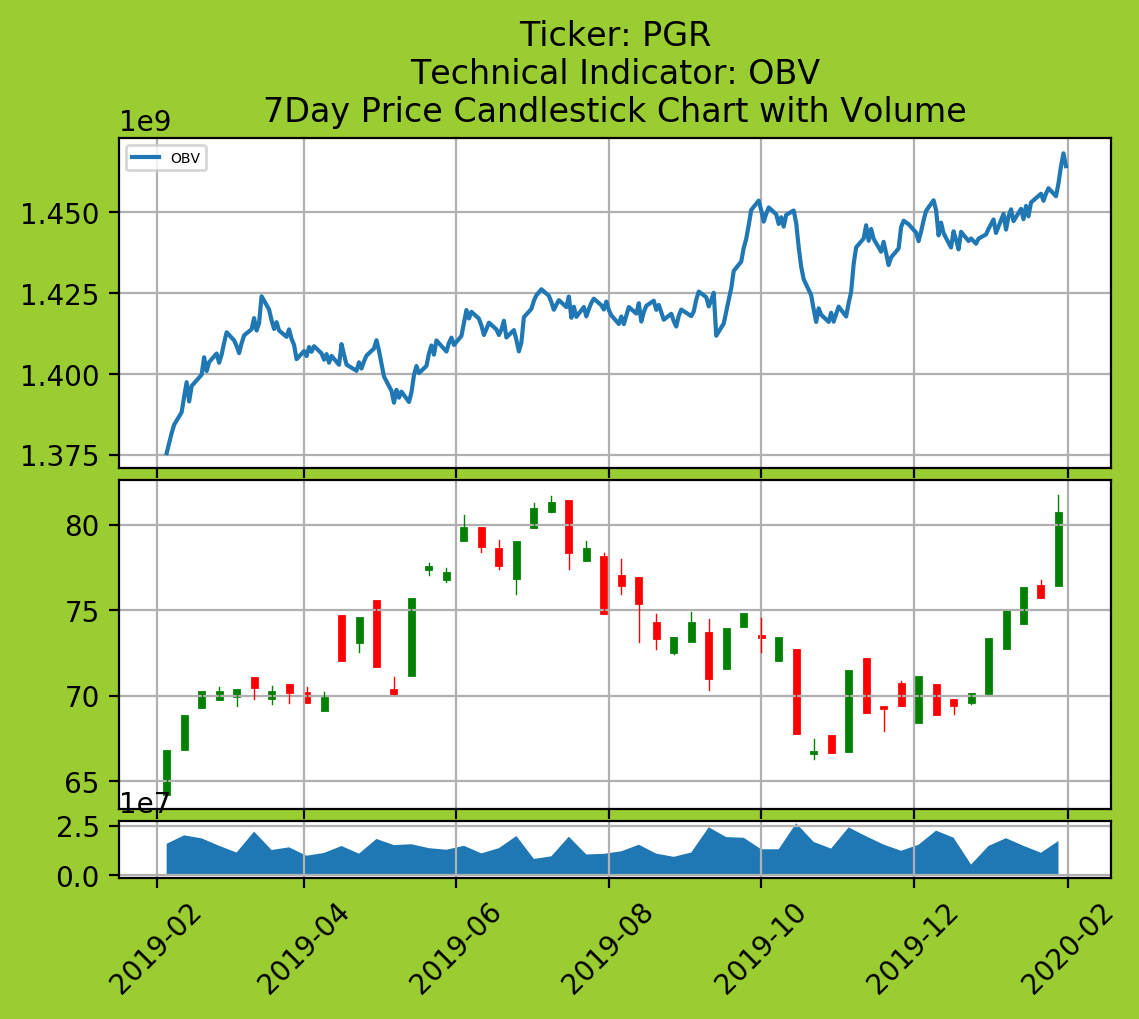 Ticker: PGR
Technical Indicator: OBV
7Day Price Candlestick Chart with Volume
1e9
OBV
1.450
1.425
1.400
1.375
80
75
70
65
1e7
2.5
0.0
2019-02
2019-04
2019-06
2019-08
2019-10
2019-12
2020-02